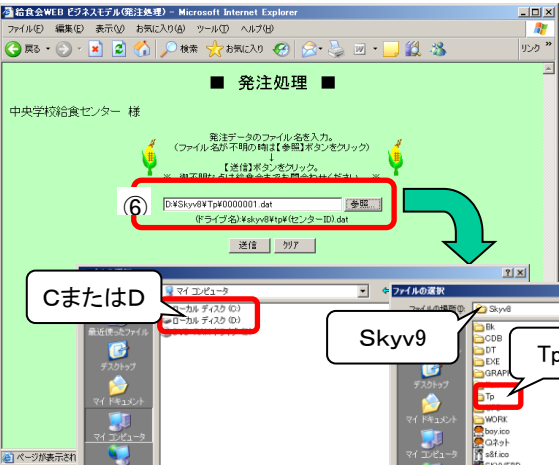 給食会WEB ビジネスモデル(発注処理) - Microsoft Internet Explorer
ファイル(F) 編集(E) 表示(V) お気に入り(A) ツール(T) ヘルプ(H)
戻る 検索 お気に入り リンク »
■ 発注処理 ■
中央学校給食センター 様
発注データのファイル名を入力。
(ファイル名が不明の時は【参照】ボタンをクリック)
↓
【送信】ボタンをクリック。
⑥
D:¥Skyv8¥Tp¥0000001.dat 参照...
(ドライブ名):¥skyv8¥tp¥(センターID).dat
送信 クリア
CまたはD
マイ コンピュータ
ローカル ディスク (C:)
ローカル ディスク (D:)
最近使ったファイル
デスクトップ
マイ ドキュメント
マイ コンピュータ
ページが表示され
ファイルの選択
ファイルの場所(I): Skyv8
Skyv9
Bk
CDB
DT
EXE
GRAPH
Tp
Tp
WORK
boy.ico
Qネット
s&f.ico
デスクトップ
マイ ドキュメント
マイ コンピュータ